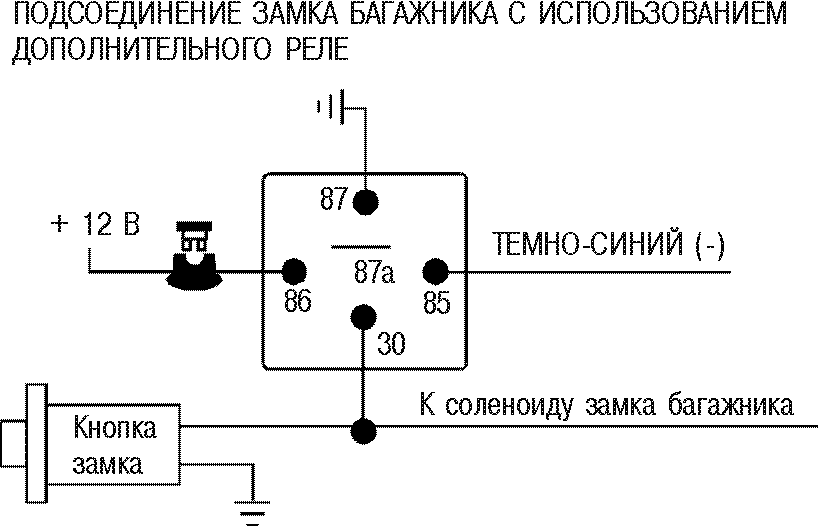 ПОДСОЕДИНЕНИЕ ЗАМКА БАГАЖНИКА С ИСПОЛЬЗОВАНИЕМ
ДОПОЛНИТЕЛЬНОГО РЕЛЕ
87
+ 12 В
ТЕМНО-СИНИЙ (-)
87а
86
85
30
К соленоиду замка багажника
Кнопка
замка